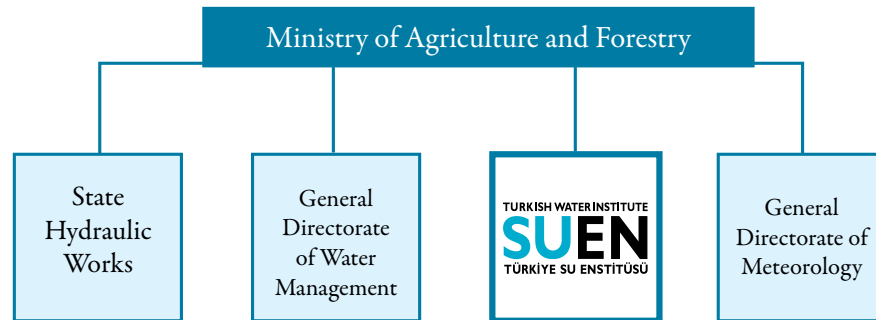 Ministry of Agriculture and Forestry
State
Hydraulic
Works
General
Directorate
of Water
Management
TURKISH WATER INSTITUTE
SUEN
TÜRKİYE SU ENSTİTÜSÜ
General
Directorate of
Meteorology